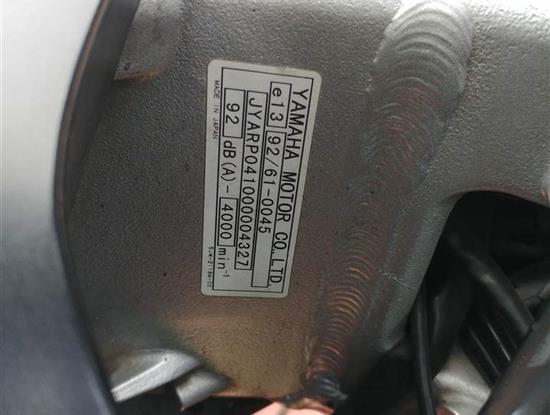 YAMAHA MOTOR CO.LTD.
e13 92/61-0045
JYARP041000004327
92 dB(A)- 4000 min⁻¹
MADE IN JAPAN